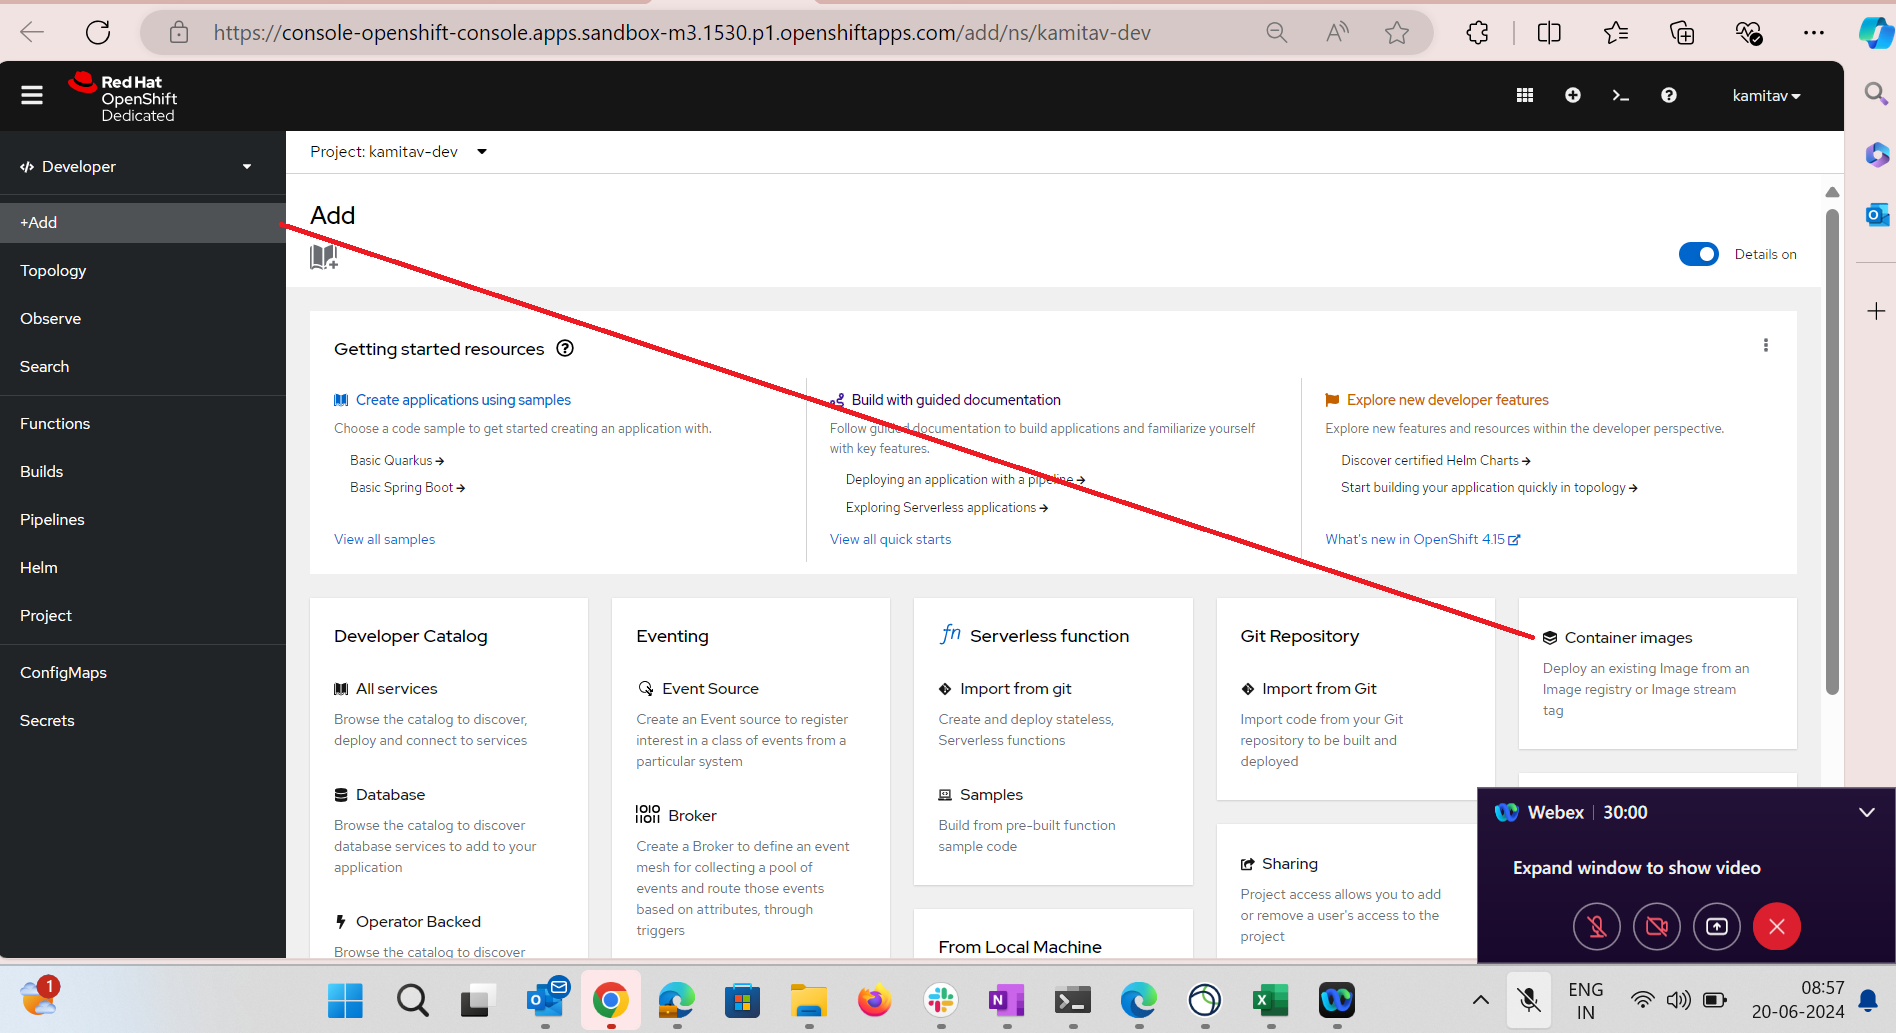 https://console-openshift-console.apps.sandbox-m3.1530.p1.openshiftapps.com/add/ns/kamitav-dev
Red Hat
OpenShift
Dedicated
kamitav
Developer
+Add
Topology
Observe
Search
Functions
Builds
Pipelines
Helm
Project
ConfigMaps
Secrets
Project: kamitav-dev
Add
Details on
Getting started resources
Create applications using samples
Choose a code sample to get started creating an application with.
Basic Quarkus
Basic Spring Boot
View all samples
Build with guided documentation
Follow guided documentation to build applications and familiarize yourself
with key features.
Deploying an application with a pipeline
Exploring Serverless applications
View all quick starts
Explore new developer features
Explore new features and resources within the developer perspective.
Discover certified Helm Charts
Start building your application quickly in topology
What's new in OpenShift 4.15
Developer Catalog
All services
Browse the catalog to discover,
deploy and connect to services
Database
Browse the catalog to discover
database services to add to your
application
Operator Backed
Browse the catalog to discover
Eventing
Event Source
Create an Event source to register
interest in a class of events from a
particular system
Broker
Create a Broker to define an event
mesh for collecting a pool of
events and route those events
based on attributes, through
triggers
fn Serverless function
Import from git
Create and deploy stateless,
Serverless functions
Samples
Build from pre-built function
sample code
From Local Machine
Git Repository
Import from Git
Import code from your Git
repository to be built and
deployed
Sharing
Project access allows you to add
or remove a user's access to the
project
Container images
Deploy an existing Image from an
Image registry or Image stream
tag
Webex | 30:00
Expand window to show video
1
ENG
IN
08:57
20-06-2024